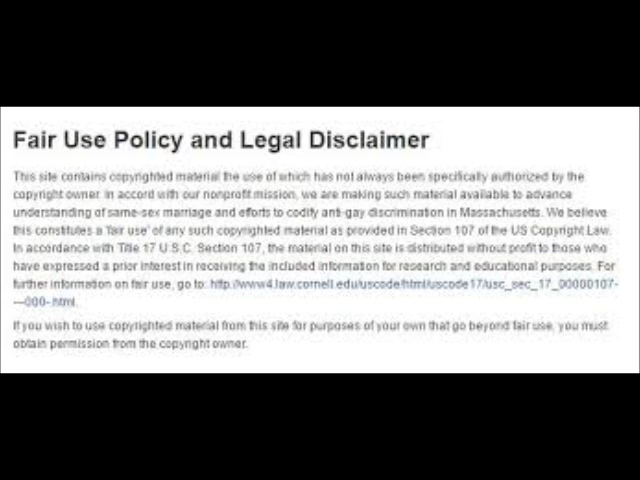 Fair Use Policy and Legal Disclaimer
This site contains copyrighted material the use of which has not always been specifically authorized by the
copyright owner. In accord with our nonprofit mission, we are making such material available to advance
understanding of same-sex marriage and efforts to codify anti-gay discrimination in Massachusetts. We believe
this constitutes a 'fair use' of any such copyrighted material as provided in Section 107 of the US Copyright Law.
In accordance with Title 17 U.S.C. Section 107, the material on this site is distributed without profit to those who
have expressed a prior interest in receiving the included information for research and educational purposes. For
further information on fair use, go to: http://www4.law.cornell.edu/uscode/html/uscode17/usc_sec_17_00000107-
---000-.html.
If you wish to use copyrighted material from this site for purposes of your own that go beyond fair use, you must
obtain permission from the copyright owner.